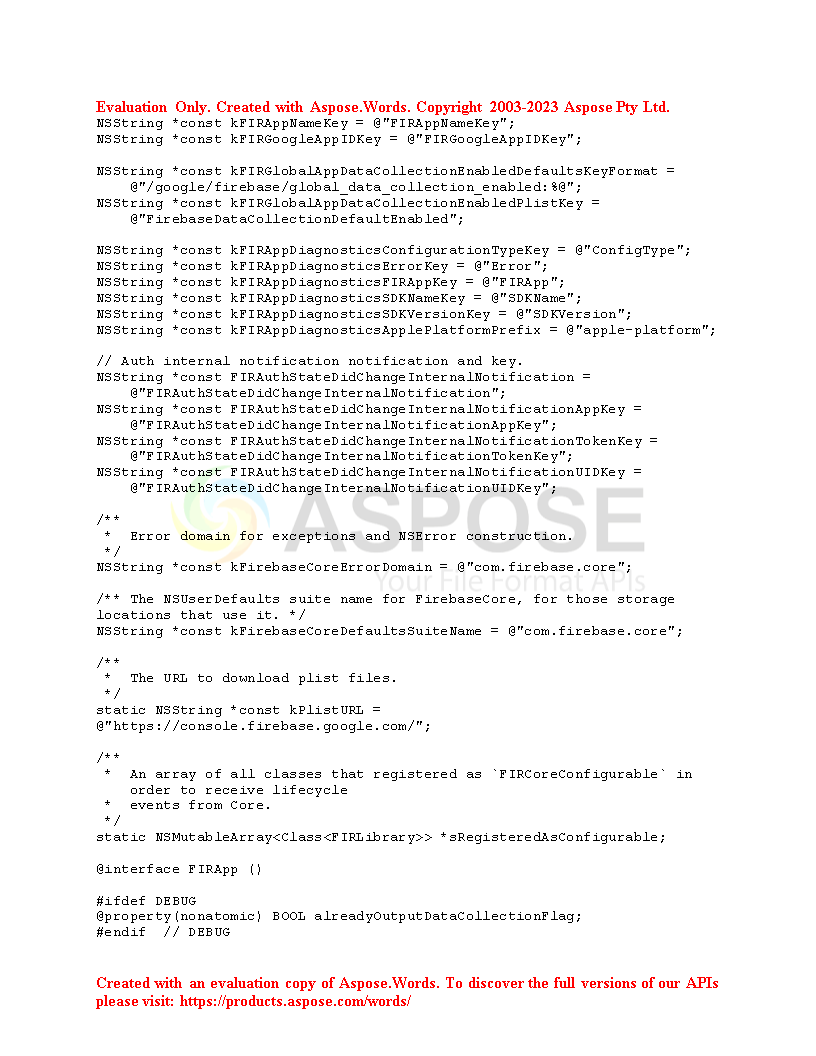 Evaluation Only. Created with Aspose.Words. Copyright 2003-2023 Aspose Pty Ltd.
NSString *const kFIRAppNameKey = @"FIRAppNameKey";
NSString *const kFIRGoogleAppIDKey = @"FIRGoogleAppIDKey";

NSString *const kFIRGlobalAppDataCollectionEnabledDefaultsKeyFormat =
    @"/google/firebase/global_data_collection_enabled:%@";
NSString *const kFIRGlobalAppDataCollectionEnabledPlistKey =
    @"FirebaseDataCollectionDefaultEnabled";

NSString *const kFIRAppDiagnosticsConfigurationTypeKey = @"ConfigType";
NSString *const kFIRAppDiagnosticsErrorKey = @"Error";
NSString *const kFIRAppDiagnosticsFIRAppKey = @"FIRApp";
NSString *const kFIRAppDiagnosticsSDKNameKey = @"SDKName";
NSString *const kFIRAppDiagnosticsSDKVersionKey = @"SDKVersion";
NSString *const kFIRAppDiagnosticsApplePlatformPrefix = @"apple-platform";

// Auth internal notification notification and key.
NSString *const FIRAuthStateDidChangeInternalNotification =
    @"FIRAuthStateDidChangeInternalNotification";
NSString *const FIRAuthStateDidChangeInternalNotificationAppKey =
    @"FIRAuthStateDidChangeInternalNotificationAppKey";
NSString *const FIRAuthStateDidChangeInternalNotificationTokenKey =
    @"FIRAuthStateDidChangeInternalNotificationTokenKey";
NSString *const FIRAuthStateDidChangeInternalNotificationUIDKey =
    @"FIRAuthStateDidChangeInternalNotificationUIDKey";
ASPOSE
Your File Format APIs

/**
 *  Error domain for exceptions and NSError construction.
 */
NSString *const kFirebaseCoreErrorDomain = @"com.firebase.core";

/** The NSUserDefaults suite name for FirebaseCore, for those storage
locations that use it. */
NSString *const kFirebaseCoreDefaultsSuiteName = @"com.firebase.core";

/**
 *  The URL to download plist files.
 */
static NSString *const kPlistURL =
@"https://console.firebase.google.com/";

/**
 *  An array of all classes that registered as `FIRCoreConfigurable` in
    order to receive lifecycle
 *  events from Core.
 */
static NSMutableArray<Class<FIRLibrary>> *sRegisteredAsConfigurable;

@interface FIRApp ()

#ifdef DEBUG
@property(nonatomic) BOOL alreadyOutputDataCollectionFlag;
#endif  // DEBUG

Created with an evaluation copy of Aspose.Words. To discover the full versions of our APIs
please visit: https://products.aspose.com/words/